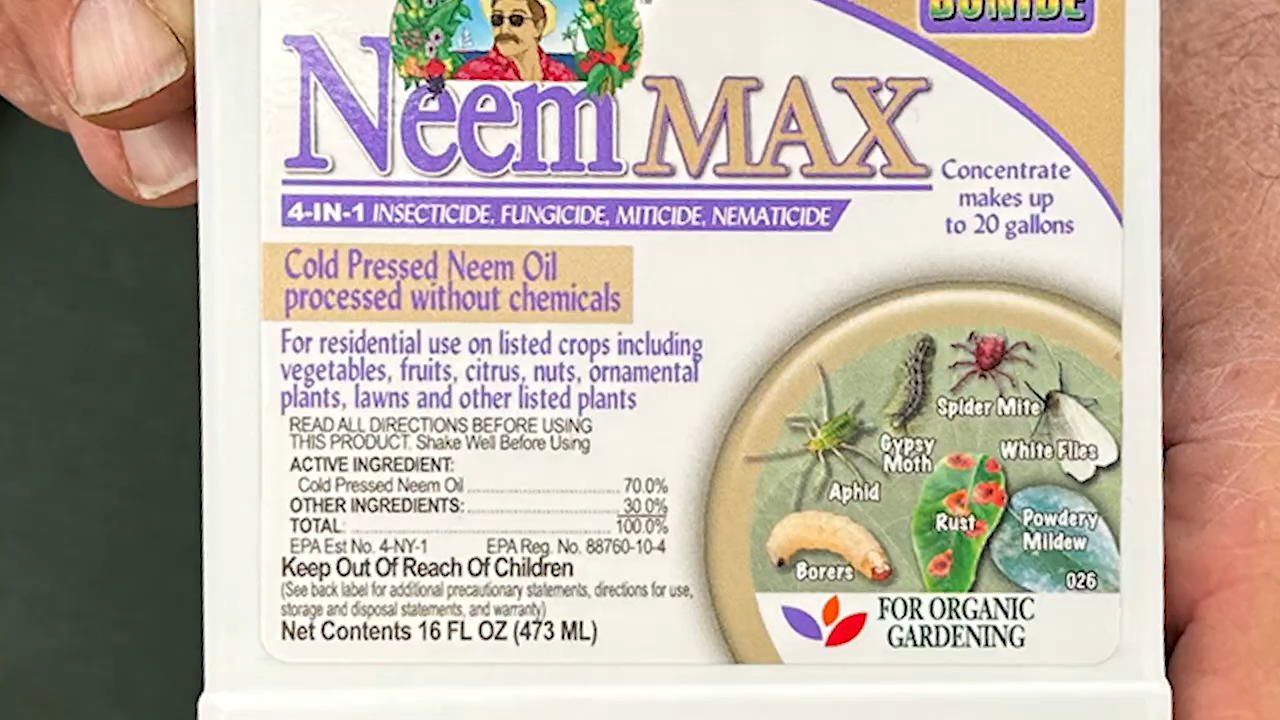 BONIDE
Neem MAX
Concentrate
makes up
to 20 gallons
4-IN-1 INSECTICIDE, FUNGICIDE, MITICIDE, NEMATICIDE
Cold Pressed Neem Oil
processed without chemicals
For residential use on listed crops including
vegetables, fruits, citrus, nuts, ornamental
plants, lawns and other listed plants
READ ALL DIRECTIONS BEFORE USING
THIS PRODUCT. Shake Well Before Using
ACTIVE INGREDIENT:
Cold Pressed Neem Oil 70.0%
OTHER INGREDIENTS: 30.0%
TOTAL: 100.0%
EPA Est No. 4-NY-1 EPA Reg. No. 88760-10-4
Keep Out Of Reach Of Children
(See back label for additional precautionary statements, directions for use,
storage and disposal statements, and warranty)
Net Contents 16 FL OZ (473 ML)
Spider Mite
Gypsy
Moth
White Flies
Aphid
Rust
Powdery
Mildew
Borers
026
FOR ORGANIC
GARDENING